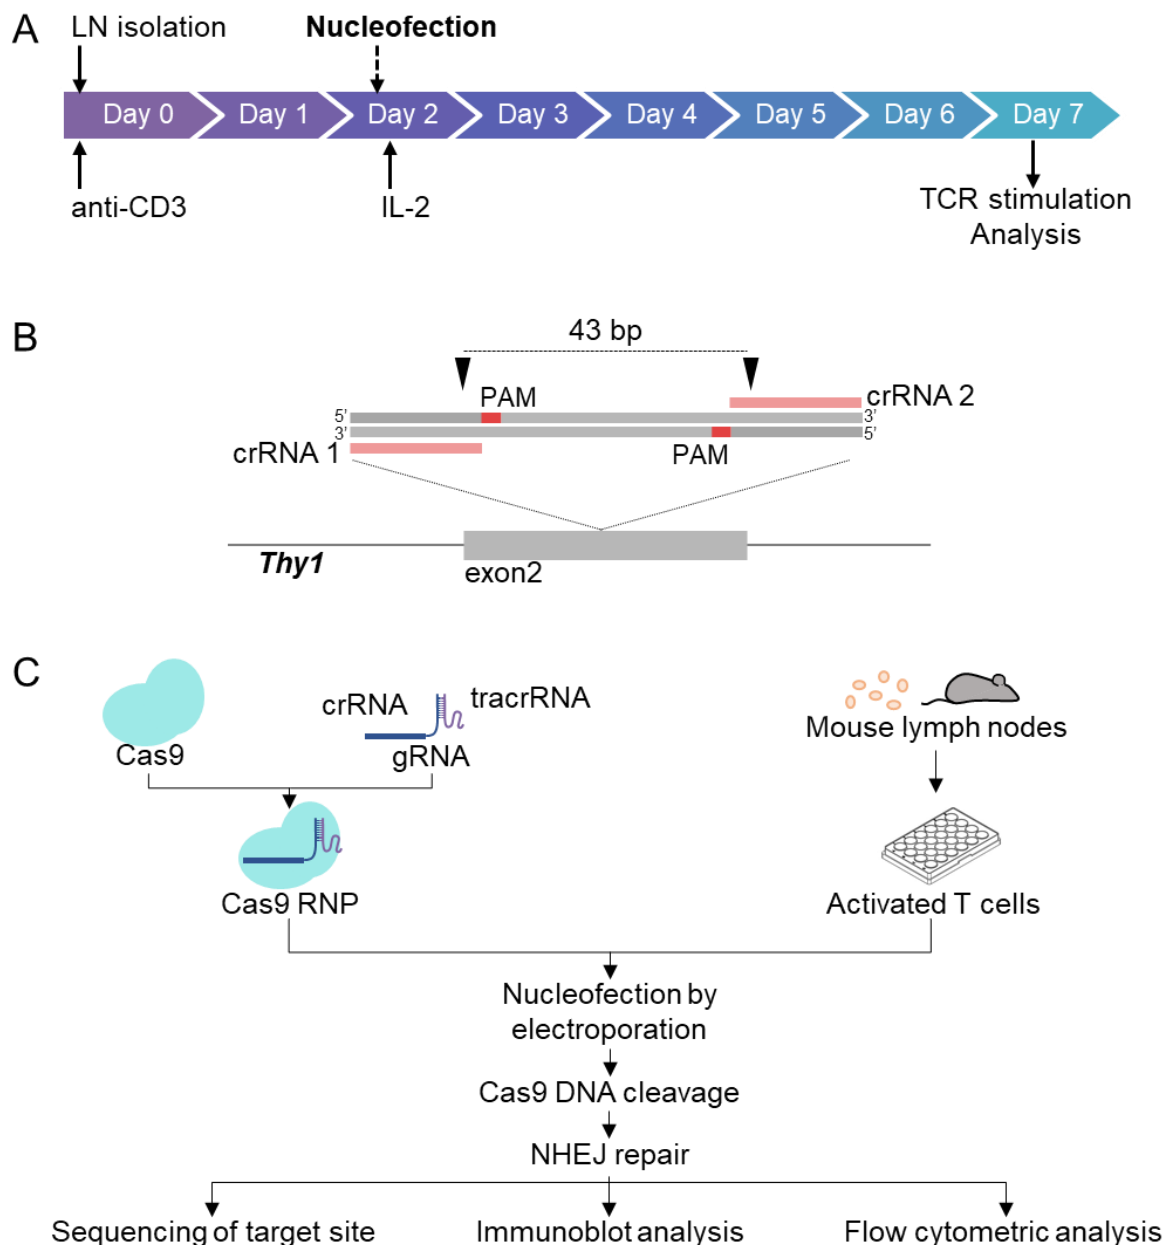 A
LN isolation
Nucleofection
Day 0
Day 1
Day 2
Day 3
Day 4
Day 5
Day 6
Day 7
anti-CD3
IL-2
TCR stimulation
Analysis
B
43 bp
PAM
crRNA 2
5'
3'
3'
5'
crRNA 1
PAM
Thy1
exon2
C
crRNA
tracrRNA
Cas9
gRNA
Mouse lymph nodes
Cas9 RNP
Activated T cells
Nucleofection by
electroporation
Cas9 DNA cleavage
NHEJ repair
Sequencing of target site
Immunoblot analysis
Flow cytometric analysis